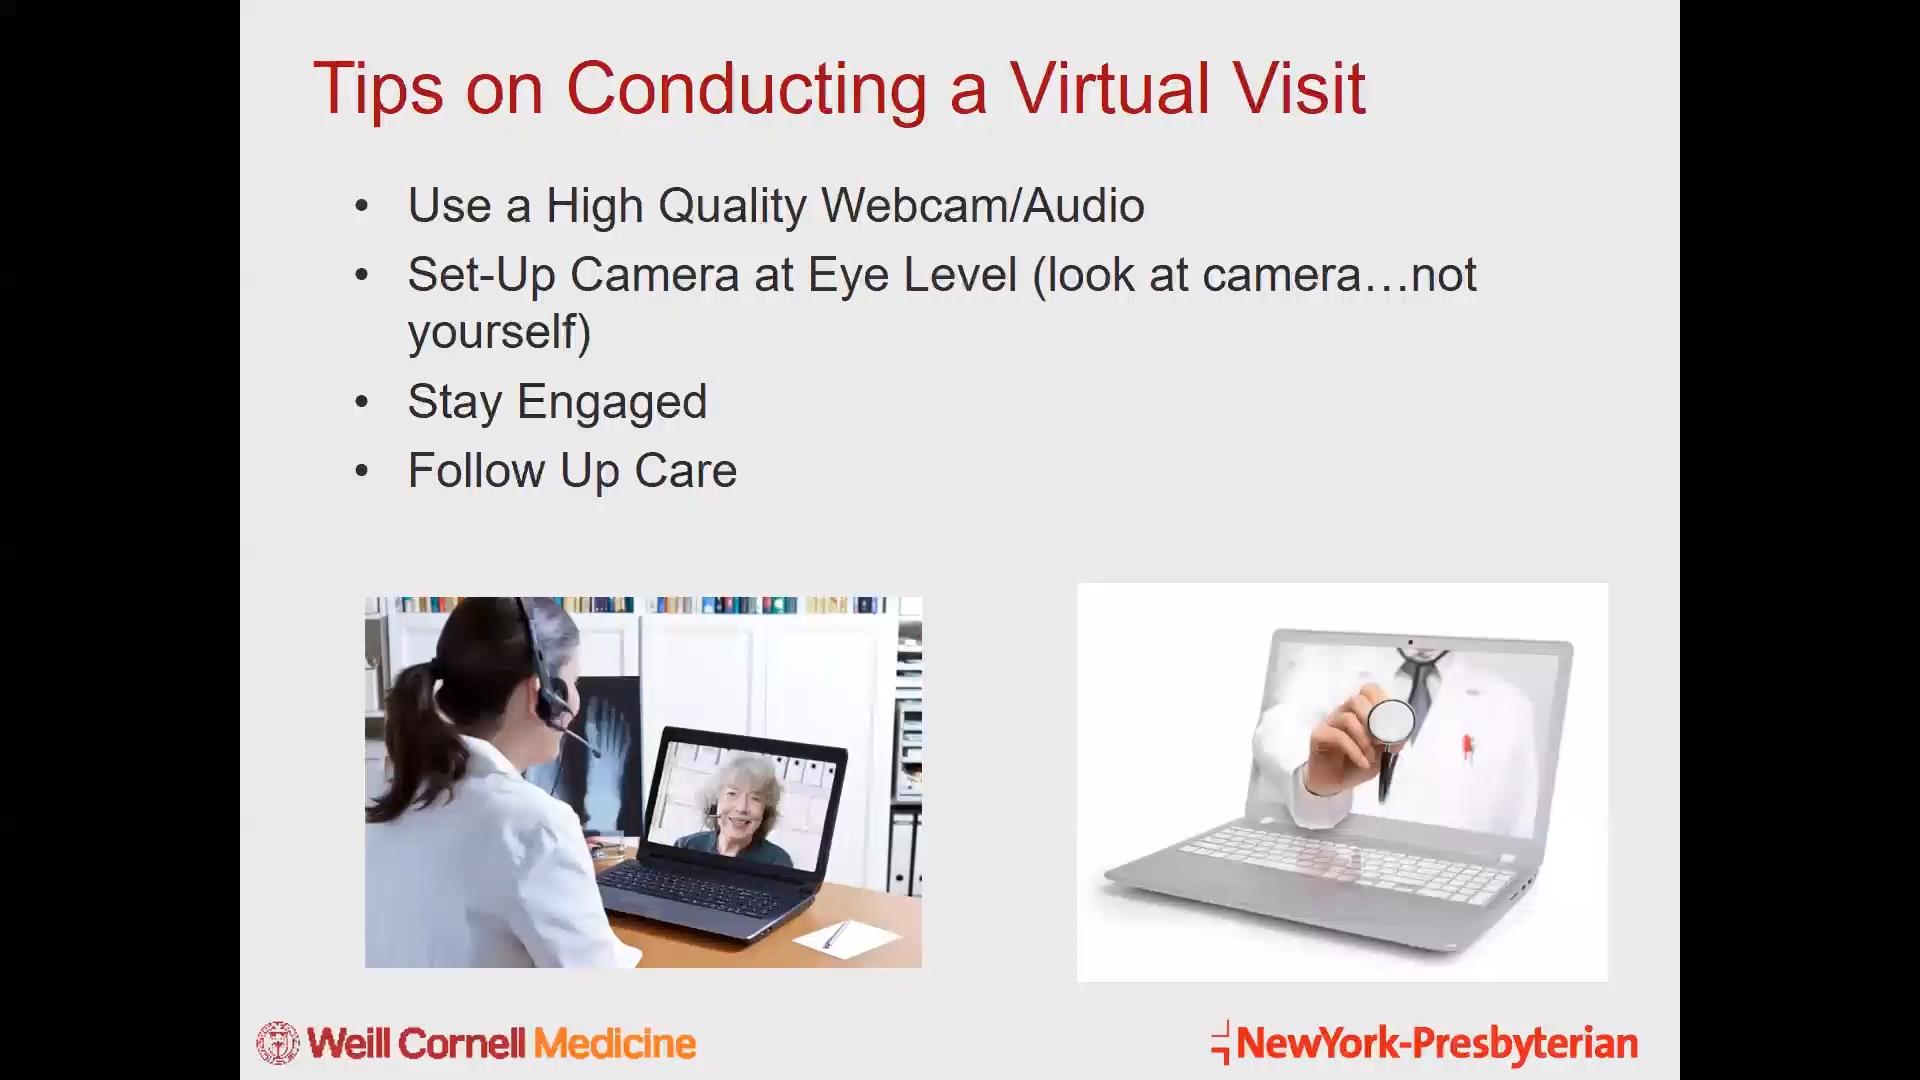 Tips on Conducting a Virtual Visit
• Use a High Quality Webcam/Audio
• Set-Up Camera at Eye Level (look at camera…not
yourself)
• Stay Engaged
• Follow Up Care
Weill Cornell Medicine
NewYork-Presbyterian